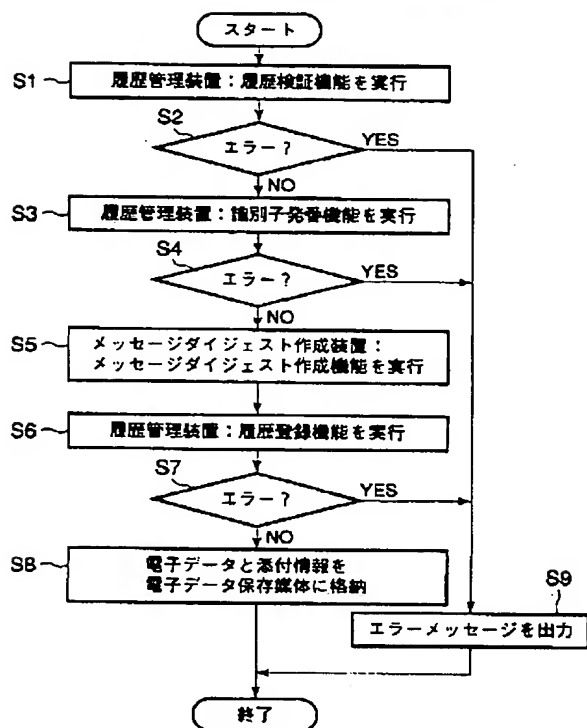 スタート
S1
履歴管理装置：履歴検証機能を実行
S2
エラー？
YES
NO
S3
履歴管理装置：識別子発番機能を実行
S4
エラー？
YES
NO
S5
メッセージダイジェスト作成装置：
メッセージダイジェスト作成機能を実行
S6
履歴管理装置：履歴登録機能を実行
S7
エラー？
YES
NO
S8
電子データと添付情報を
電子データ保存媒体に格納
S9
エラーメッセージを出力
終了